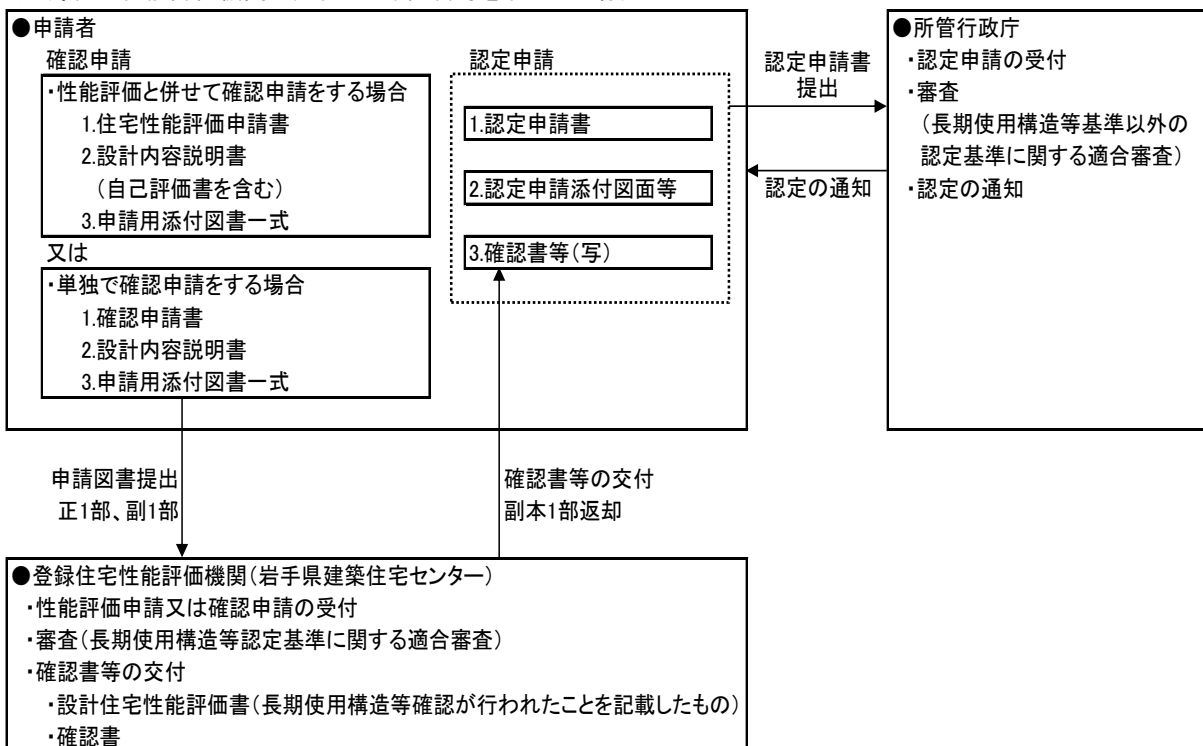 ●申請者
確認申請
・性能評価と併せて確認申請をする場合
1.住宅性能評価申請書
2.設計内容説明書
（自己評価書を含む）
3.申請用添付図書一式
又は
・単独で確認申請をする場合
1.確認申請書
2.設計内容説明書
3.申請用添付図書一式
認定申請
1.認定申請書
2.認定申請添付図面等
3.確認書等（写）
認定申請書
提出
認定の通知
●所管行政庁
・認定申請の受付
・審査
（長期使用構造等基準以外の
認定基準に関する適合審査）
・認定の通知
申請図書提出
正1部、副1部
確認書等の交付
副本1部返却
●登録住宅性能評価機関（岩手県建築住宅センター）
・性能評価申請又は確認申請の受付
・審査（長期使用構造等認定基準に関する適合審査）
・確認書等の交付
・設計住宅性能評価書（長期使用構造等確認が行われたことを記載したもの）
・確認書